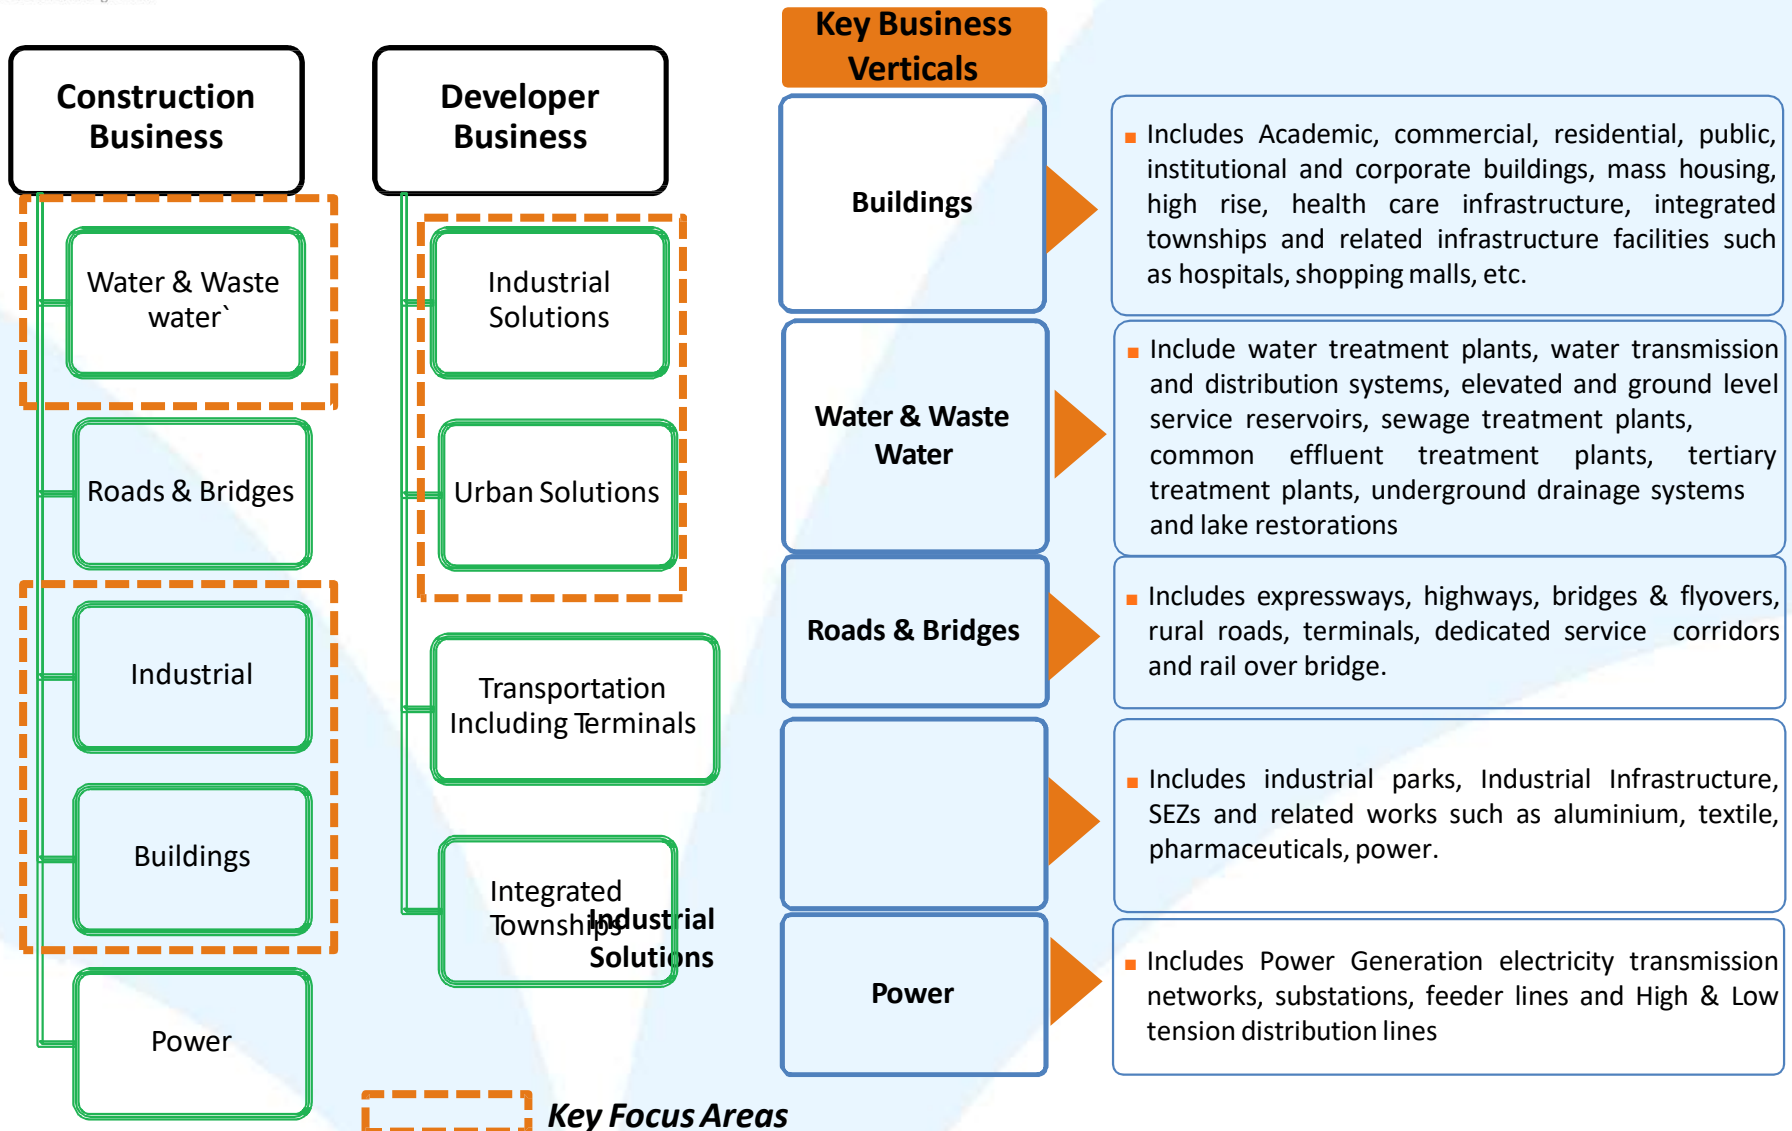 Construction
Business
Water & Waste
water`
Roads & Bridges
Industrial
Buildings
Power
Developer
Business
Industrial
Solutions
Urban Solutions
Transportation
Including Terminals
Integrated
Townships
Industrial
Solutions
Key Focus Areas
Key Business
Verticals
Buildings
▪ Includes Academic, commercial, residential, public,
institutional and corporate buildings, mass housing,
high rise, health care infrastructure, integrated
townships and related infrastructure facilities such
as hospitals, shopping malls, etc.
Water & Waste
Water
▪ Include water treatment plants, water transmission
and distribution systems, elevated and ground level
service reservoirs, sewage treatment plants,
common effluent treatment plants, tertiary
treatment plants, underground drainage systems
and lake restorations
Roads & Bridges
▪ Includes expressways, highways, bridges & flyovers,
rural roads, terminals, dedicated service corridors
and rail over bridge.
▪ Includes industrial parks, Industrial Infrastructure,
SEZs and related works such as aluminium, textile,
pharmaceuticals, power.
Power
▪ Includes Power Generation electricity transmission
networks, substations, feeder lines and High & Low
tension distribution lines